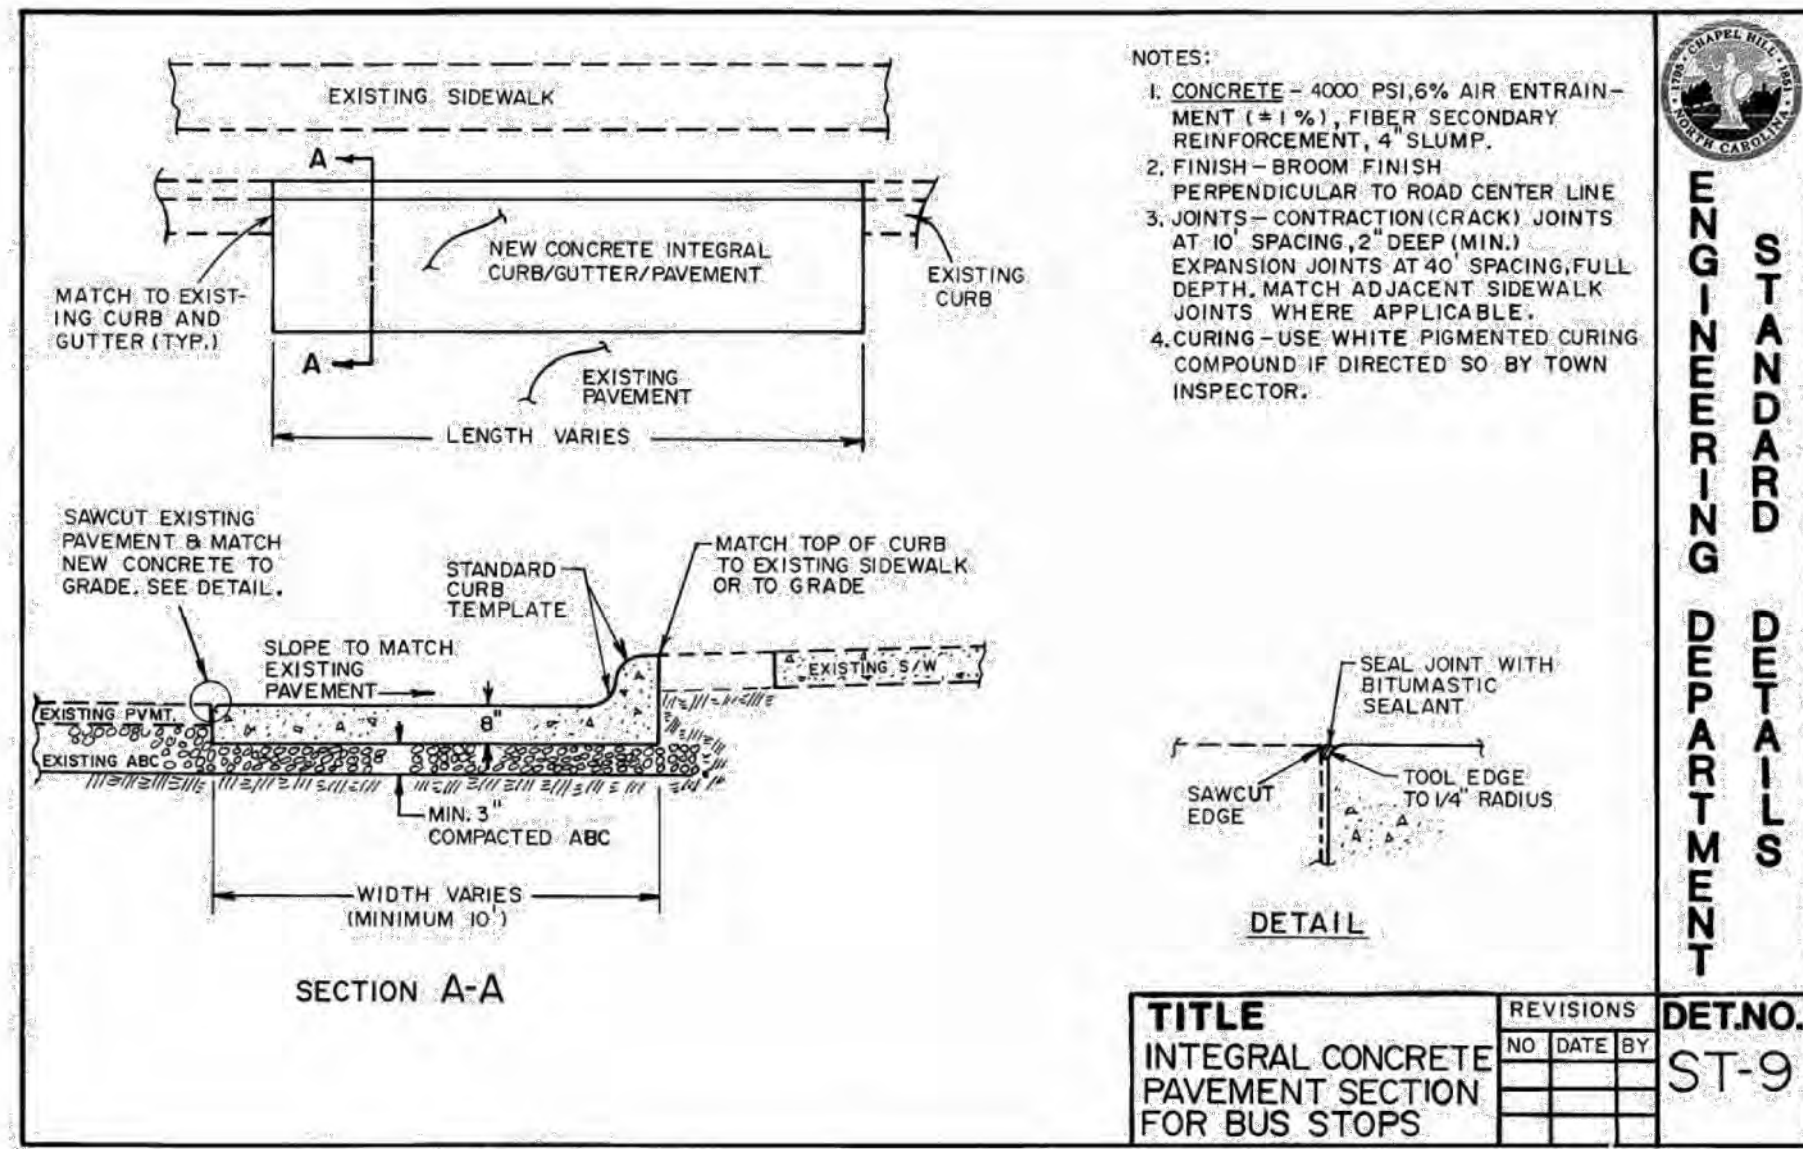 EXISTING SIDEWALK
A
NEW CONCRETE INTEGRAL
CURB/GUTTER/PAVEMENT
EXISTING
CURB
MATCH TO EXIST-
ING CURB AND
GUTTER (TYP.)
A
EXISTING
PAVEMENT
LENGTH VARIES
SAWCUT EXISTING
PAVEMENT & MATCH
NEW CONCRETE TO
GRADE. SEE DETAIL.
STANDARD
CURB
TEMPLATE
MATCH TOP OF CURB
TO EXISTING SIDEWALK
OR TO GRADE
SLOPE TO MATCH
EXISTING
PAVEMENT
EXISTING S/W
EXISTING PVMT.
8"
EXISTING ABC
MIN. 3"
COMPACTED ABC
WIDTH VARIES
(MINIMUM 10')
SECTION A-A
NOTES:
1. CONCRETE - 4000 PSI, 6% AIR ENTRAIN-
MENT (±1%), FIBER SECONDARY
REINFORCEMENT, 4" SLUMP.
2. FINISH - BROOM FINISH
PERPENDICULAR TO ROAD CENTER LINE
3. JOINTS - CONTRACTION (CRACK) JOINTS
AT 10' SPACING, 2" DEEP (MIN.)
EXPANSION JOINTS AT 40' SPACING, FULL
DEPTH. MATCH ADJACENT SIDEWALK
JOINTS WHERE APPLICABLE.
4. CURING - USE WHITE PIGMENTED CURING
COMPOUND IF DIRECTED SO BY TOWN
INSPECTOR.
SEAL JOINT WITH
BITUMASTIC
SEALANT
SAWCUT
EDGE
TOOL EDGE
TO 1/4" RADIUS
DETAIL
TITLE
INTEGRAL CONCRETE
PAVEMENT SECTION
FOR BUS STOPS
REVISIONS
NO DATE BY
DET.NO.
ST-9
CHAPEL HILL
1793 1851
NORTH CAROLINA
ENGINEERING DEPARTMENT
STANDARD DETAILS